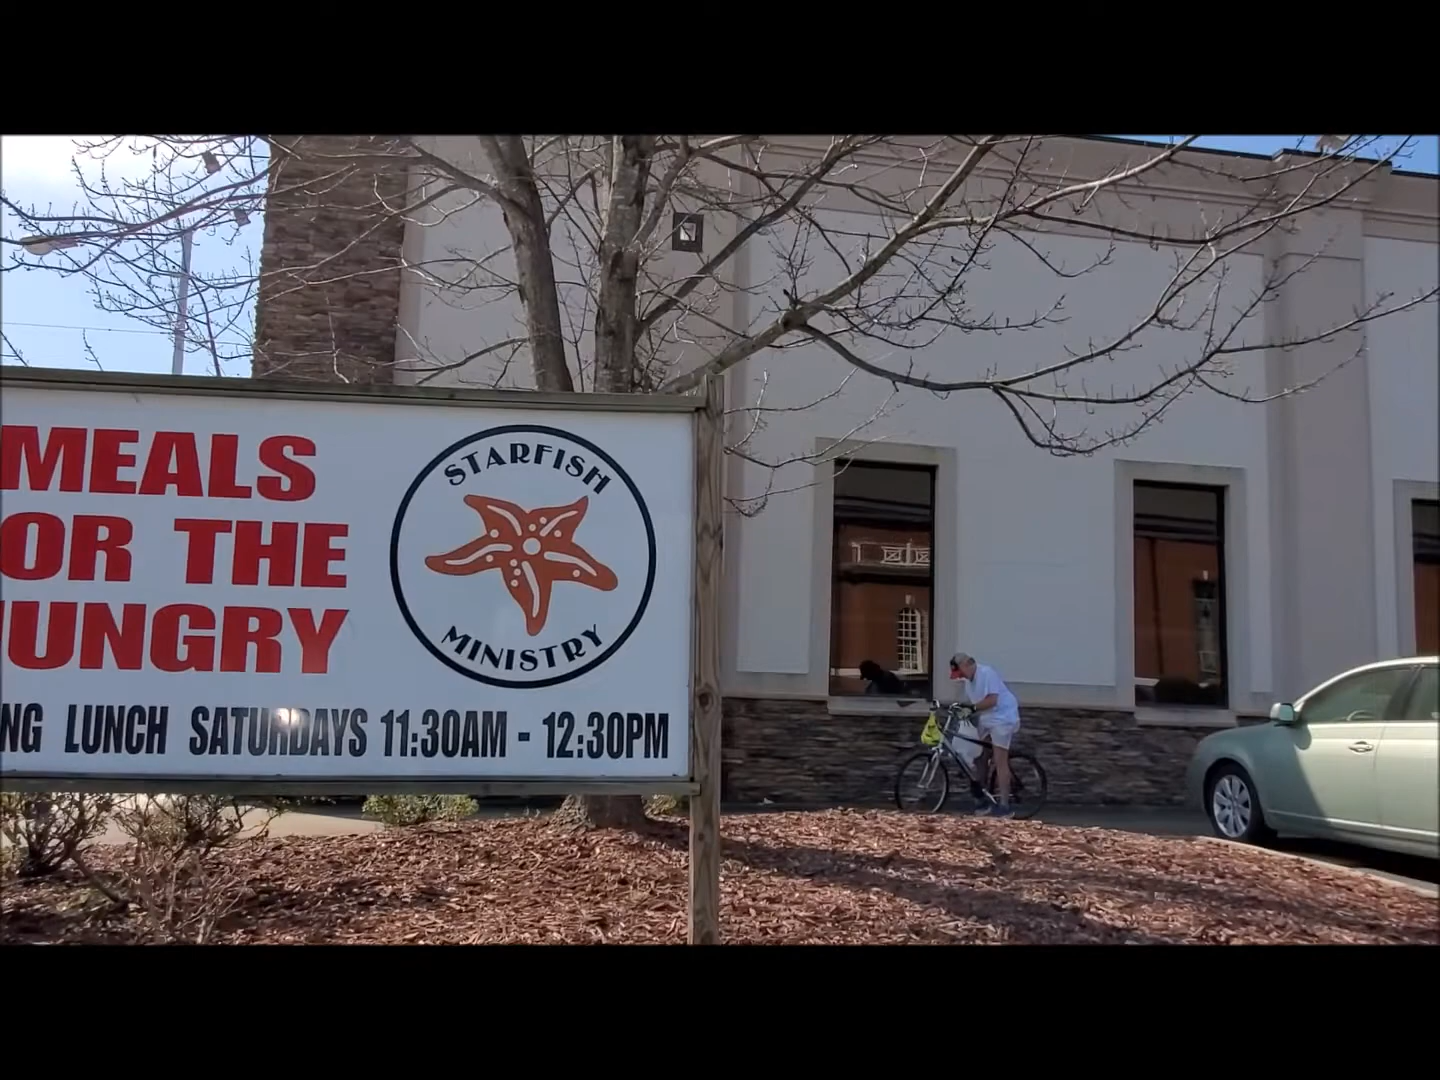 MEALS
OR THE
UNGRY
STARFISH
MINISTRY
NG LUNCH SATURDAYS 11:30AM - 12:30PM